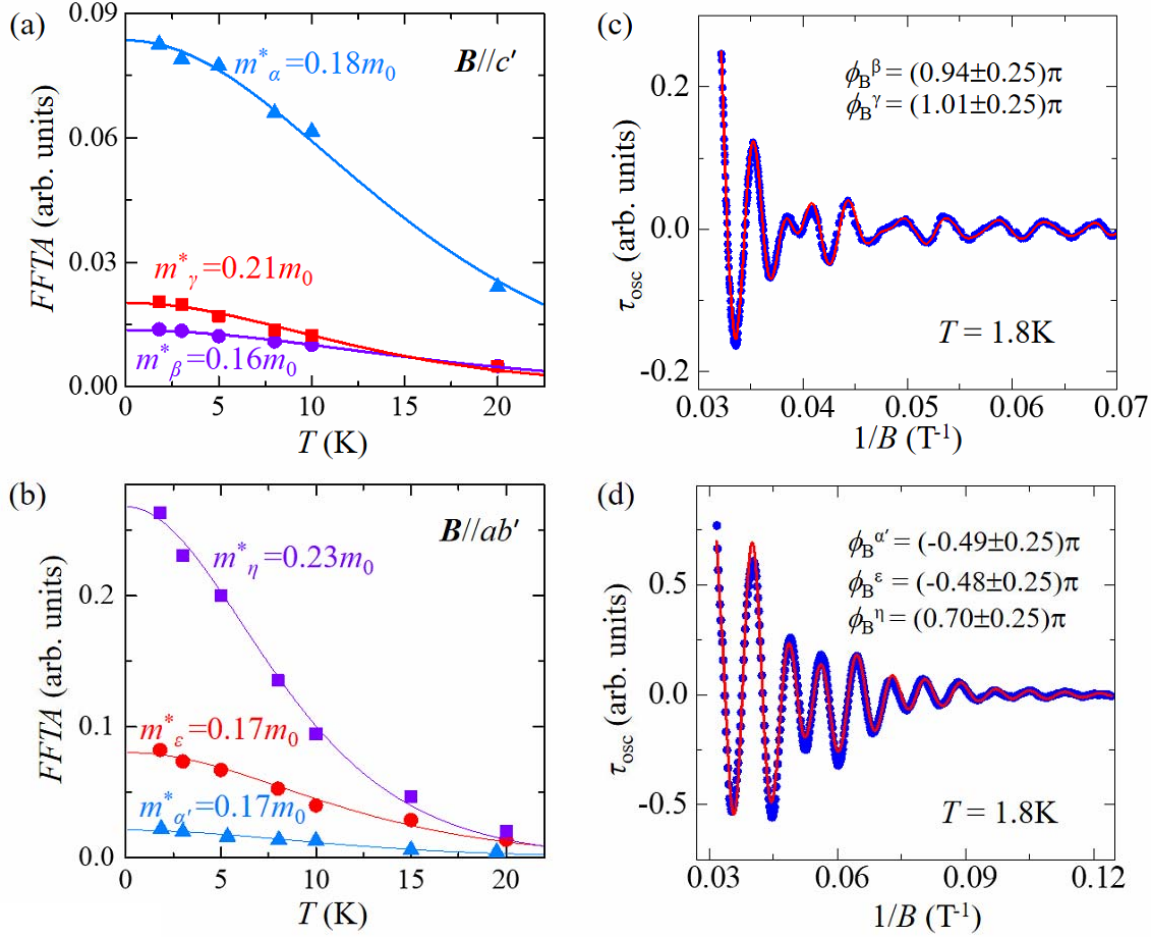 (a)
m*α=0.18m0
B//c′
m*γ=0.21m0
m*β=0.16m0
0.09
0.06
0.03
0.00
FFTA (arb. units)
0 5 10 15 20
T (K)
(c)
ϕBβ = (0.94±0.25)π
ϕBγ = (1.01±0.25)π
T = 1.8K
0.2
0.0
-0.2
τosc (arb. units)
0.03 0.04 0.05 0.06 0.07
1/B (T-1)
(b)
B//ab′
m*η=0.23m0
m*ε=0.17m0
m*α′=0.17m0
0.2
0.1
0.0
FFTA (arb. units)
0 5 10 15 20
T (K)
(d)
ϕBα′ = (-0.49±0.25)π
ϕBε = (-0.48±0.25)π
ϕBη = (0.70±0.25)π
T = 1.8K
0.5
0.0
-0.5
τosc (arb. units)
0.03 0.06 0.09 0.12
1/B (T-1)